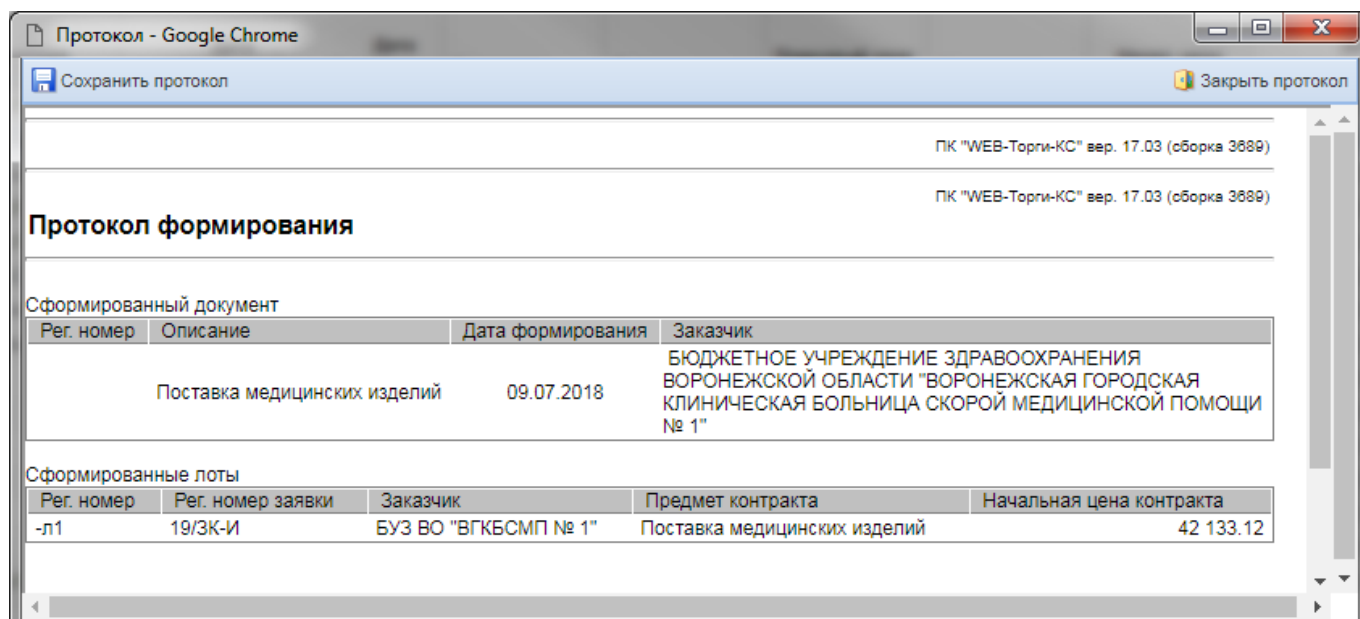 Протокол - Google Chrome
Сохранить протокол Закрыть протокол
ПК "WEB-Торги-КС" вер. 17.03 (сборка 3689)
ПК "WEB-Торги-КС" вер. 17.03 (сборка 3689)
Протокол формирования
Сформированный документ
Рег. номер Описание Дата формирования Заказчик
Поставка медицинских изделий 09.07.2018 БЮДЖЕТНОЕ УЧРЕЖДЕНИЕ ЗДРАВООХРАНЕНИЯ
ВОРОНЕЖСКОЙ ОБЛАСТИ "ВОРОНЕЖСКАЯ ГОРОДСКАЯ
КЛИНИЧЕСКАЯ БОЛЬНИЦА СКОРОЙ МЕДИЦИНСКОЙ ПОМОЩИ
№ 1"
Сформированные лоты
Рег. номер Рег. номер заявки Заказчик Предмет контракта Начальная цена контракта
-л1 19/ЗК-И БУЗ ВО "ВГКБСМП № 1" Поставка медицинских изделий 42 133.12